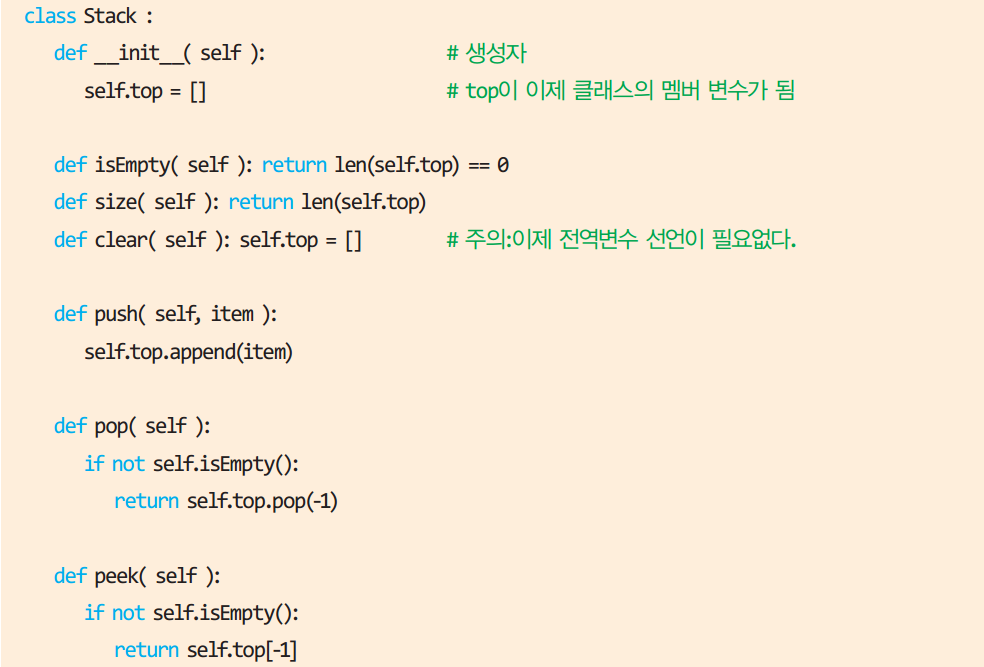 class Stack :
def __init__( self ): # 생성자
self.top = [] # top이 이제 클래스의 멤버 변수가 됨
def isEmpty( self ): return len(self.top) == 0
def size( self ): return len(self.top)
def clear( self ): self.top = [] # 주의:이제 전역변수 선언이 필요없다.
def push( self, item ):
self.top.append(item)
def pop( self ):
if not self.isEmpty():
return self.top.pop(-1)
def peek( self ):
if not self.isEmpty():
return self.top[-1]